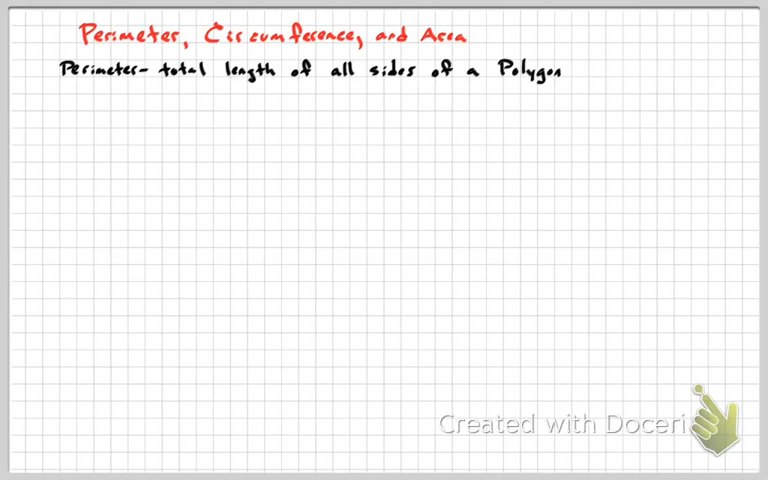 Perimeter, Circumference, and Area
Perimeter- total length of all sides of a Polygon
Created with Doceri